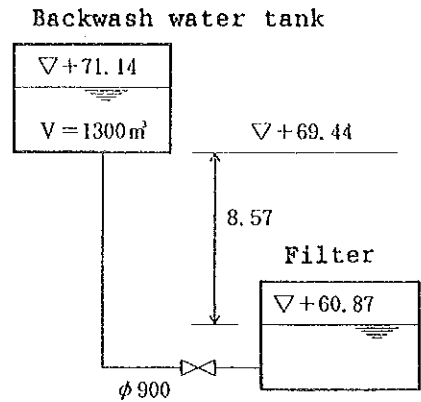 Backwash water tank
▽+71.14
V=1300㎥
▽+69.44
8.57
Filter
▽+60.87
φ900